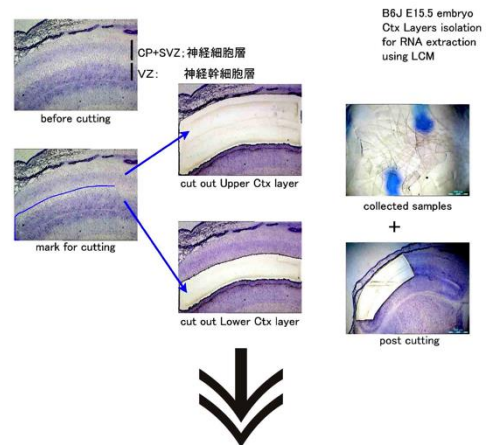 B6J E15.5 embryo
Ctx Layers isolation
for RNA extraction
using LCM
CP+SVZ;神経細胞層
VZ: 神経幹細胞層
before cutting
cut out Upper Ctx layer
collected samples
+
mark for cutting
cut out Lower Ctx layer
post cutting